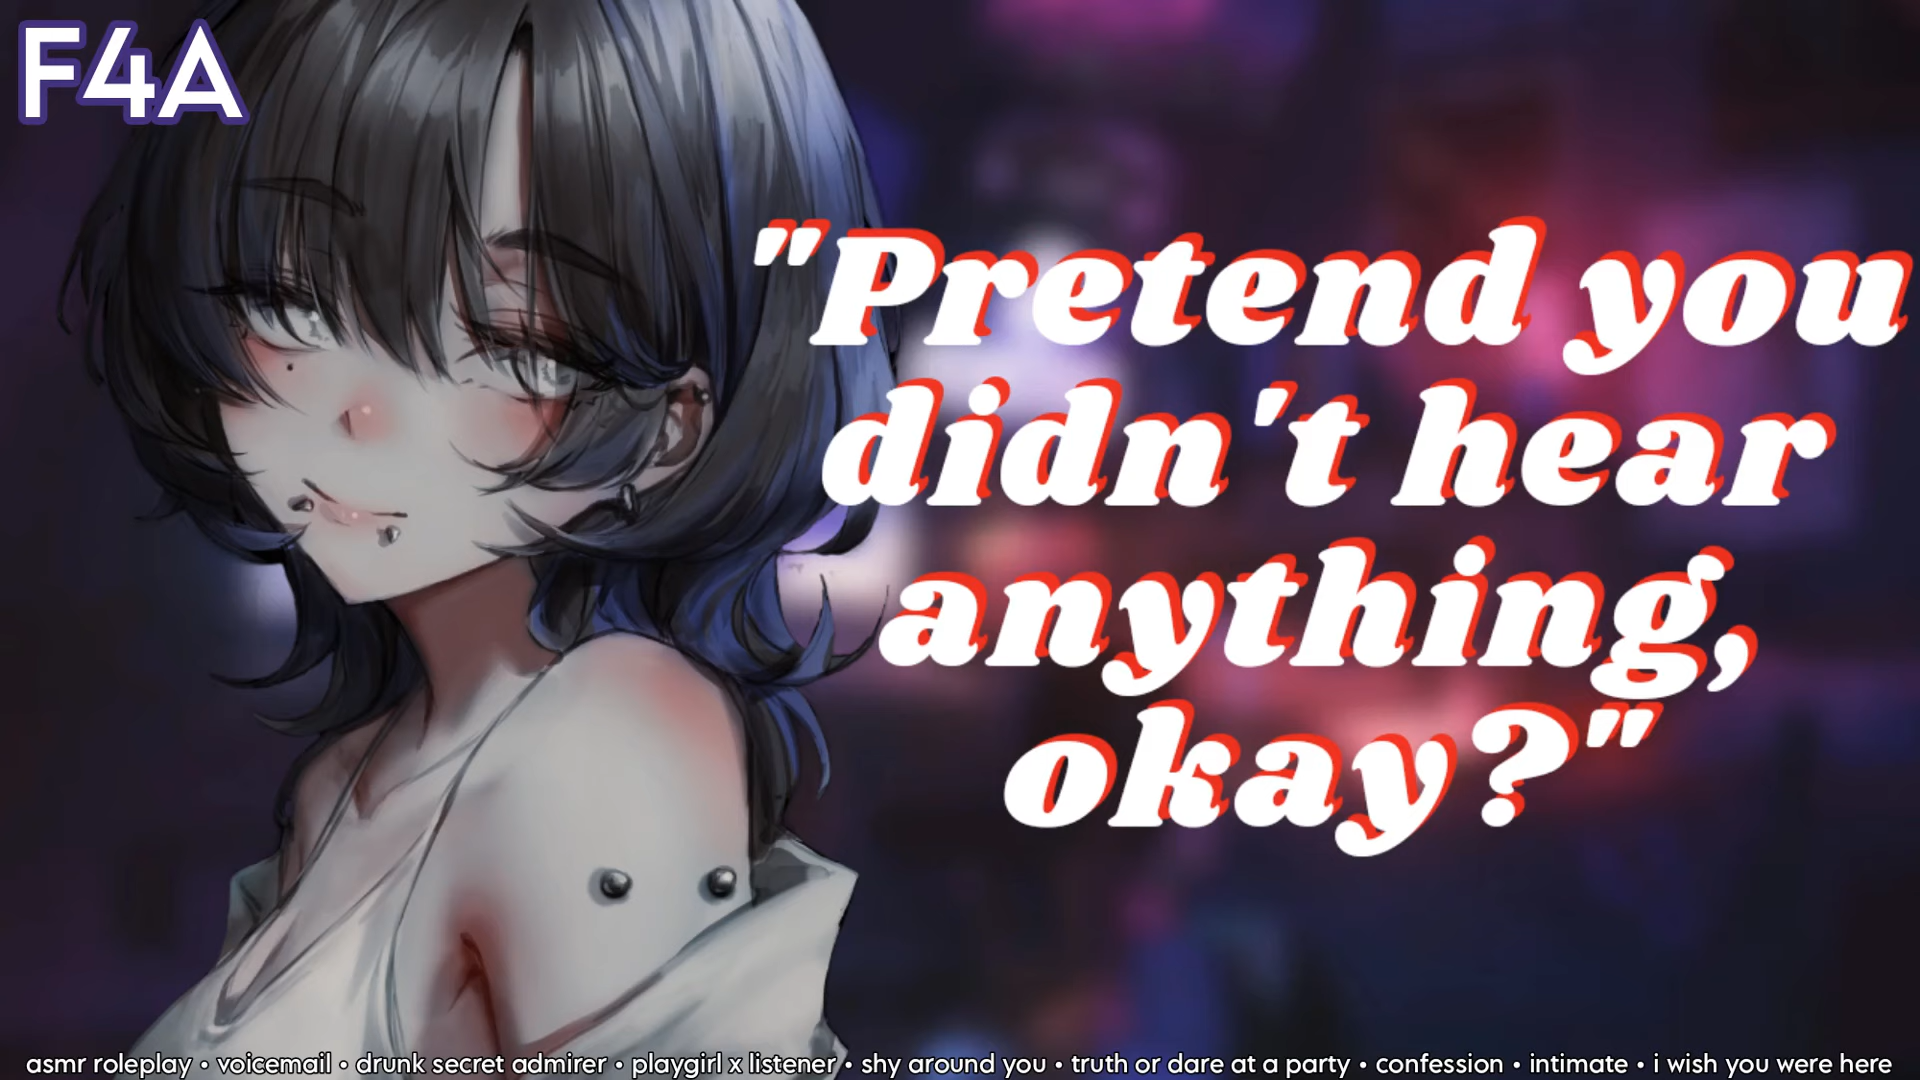 F4A
"Pretend you
didn't hear
anything,
okay?"
asmr roleplay • voicemail • drunk secret admirer • playgirl x listener • shy around you • truth or dare at a party • confession • intimate • i wish you were here